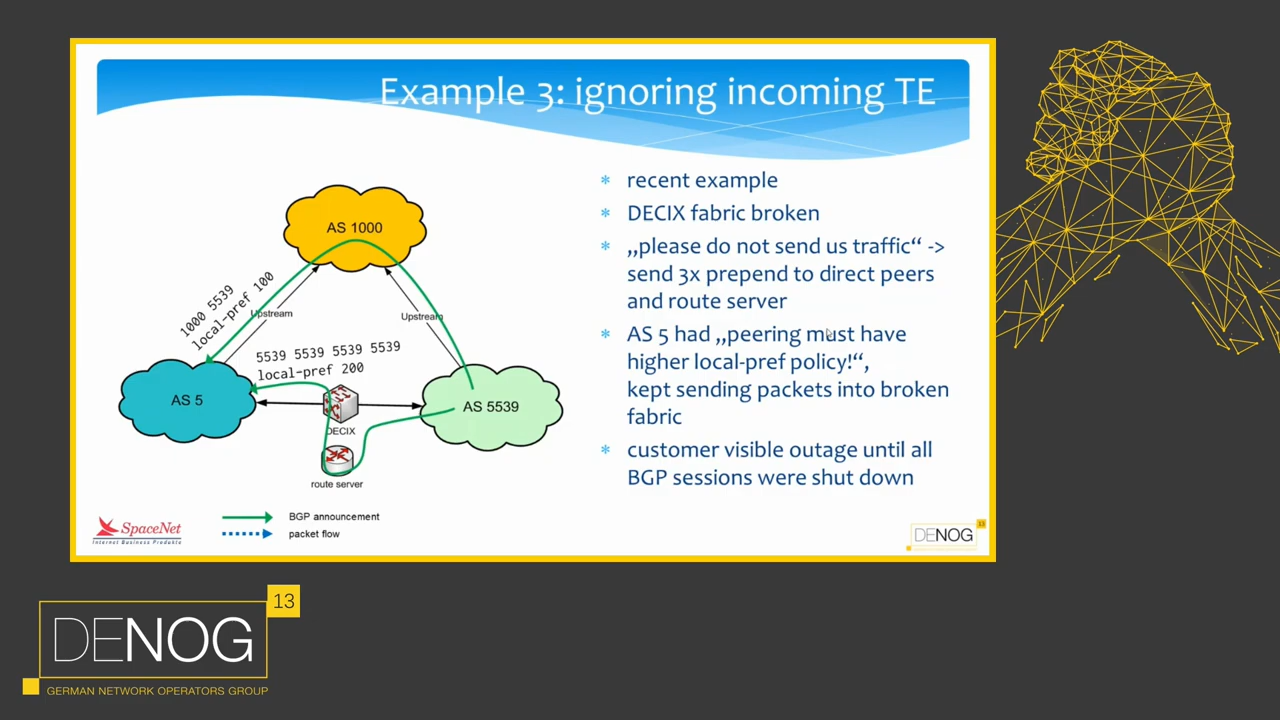 Example 3: ignoring incoming TE
* recent example
* DECIX fabric broken
* „please do not send us traffic“ ->
send 3x prepend to direct peers
and route server
* AS 5 had „peering must have
higher local-pref policy!“,
kept sending packets into broken
fabric
* customer visible outage until all
BGP sessions were shut down
AS 1000
1000 5539
local-pref 100
Upstream
Upstream
5539 5539 5539 5539
local-pref 200
AS 5
DECIX
AS 5539
route server
BGP announcement
packet flow
SpaceNet
Internet Business Produkte
DENOG
13
DENOG
13
GERMAN NETWORK OPERATORS GROUP